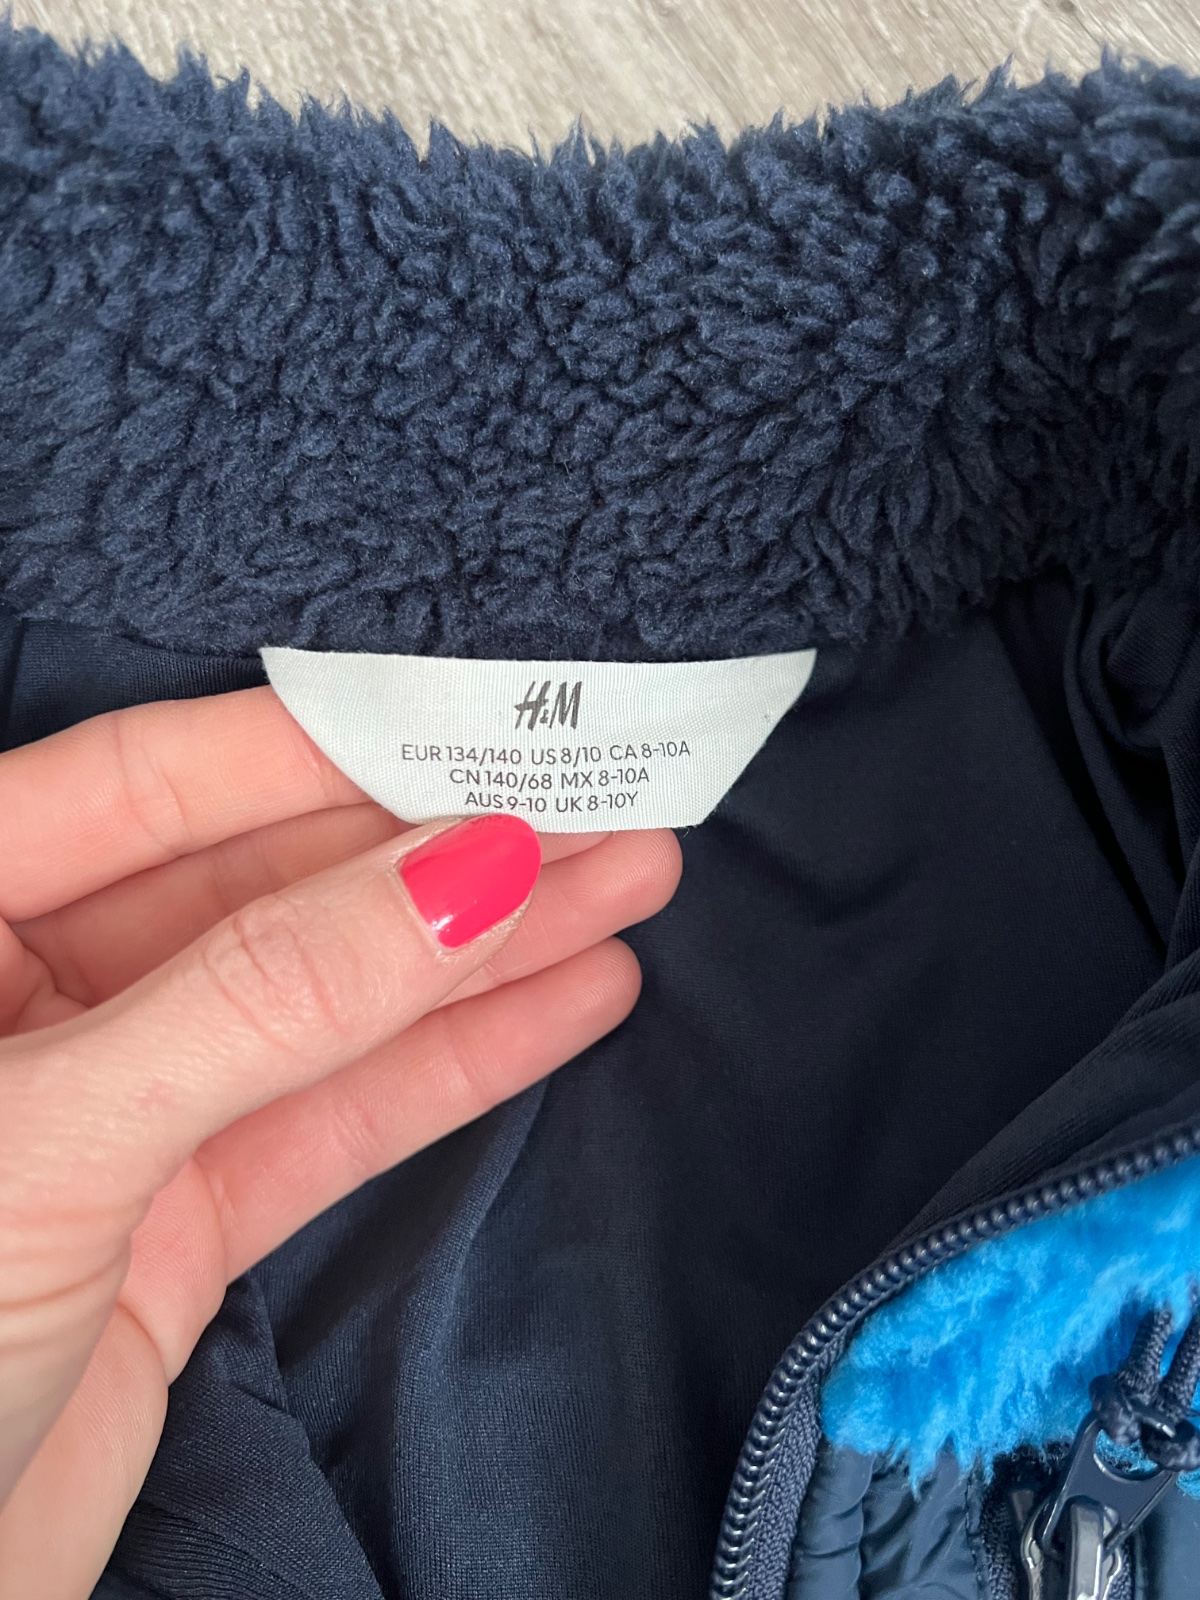 H&M
EUR 134/140 US 8/10 CA 8-10A
CN 140/68 MX 8-10A
AUS 9-10 UK 8-10Y